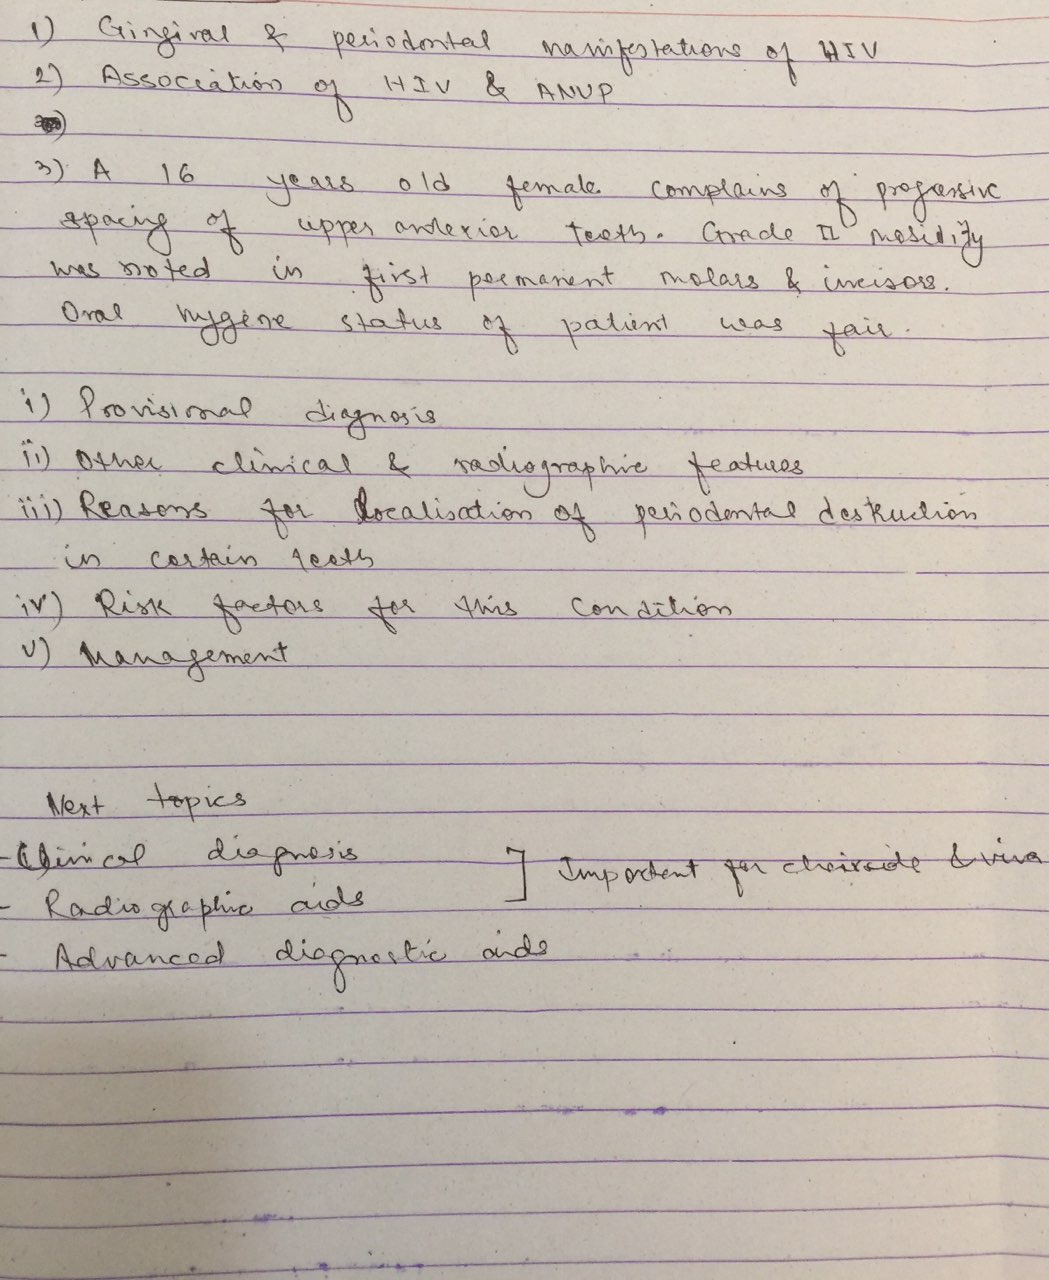 1) Gingival & periodontal manifestations of HIV
2) Association of HIV & ANUP
3) A 16 years old female complains of progressive
spacing of upper anterior teeth. Grade II mobility
was noted in first permanent molars & incisors.
Oral hygene status of patient was fair.
i) Provisional diagnosis
ii) Other clinical & radiographic features
iii) Reasons for localisation of periodontal destruction
in certain teeth
iv) Risk factors for this condition
v) Management
Next topics
- Clinical diagnosis ] Important for chairside & viva
- Radiographic aids
- Advanced diagnostic aids